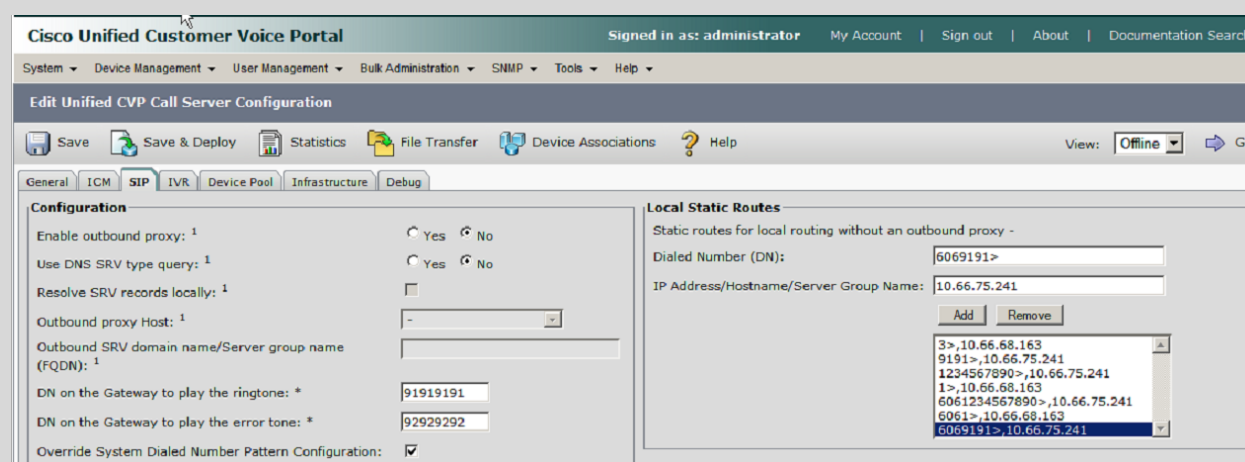 Cisco Unified Customer Voice Portal
Signed in as: administrator My Account | Sign out | About | Documentation Search
System Device Management User Management Bulk Administration SNMP Tools Help
Edit Unified CVP Call Server Configuration
Save Save & Deploy Statistics File Transfer Device Associations Help View: Offline G
General ICM SIP IVR Device Pool Infrastructure Debug
Configuration
Enable outbound proxy: 1 Yes No
Use DNS SRV type query: 1 Yes No
Resolve SRV records locally: 1
Outbound proxy Host: 1 -
Outbound SRV domain name/Server group name
(FQDN): 1
DN on the Gateway to play the ringtone: * 91919191
DN on the Gateway to play the error tone: * 92929292
Override System Dialed Number Pattern Configuration:
Local Static Routes
Static routes for local routing without an outbound proxy -
Dialed Number (DN): 6069191>
IP Address/Hostname/Server Group Name: 10.66.75.241
Add Remove
3>,10.66.68.163
9191>,10.66.75.241
1234567890>,10.66.75.241
1>,10.66.68.163
6061234567890>,10.66.75.241
6061>,10.66.68.163
6069191>,10.66.75.241